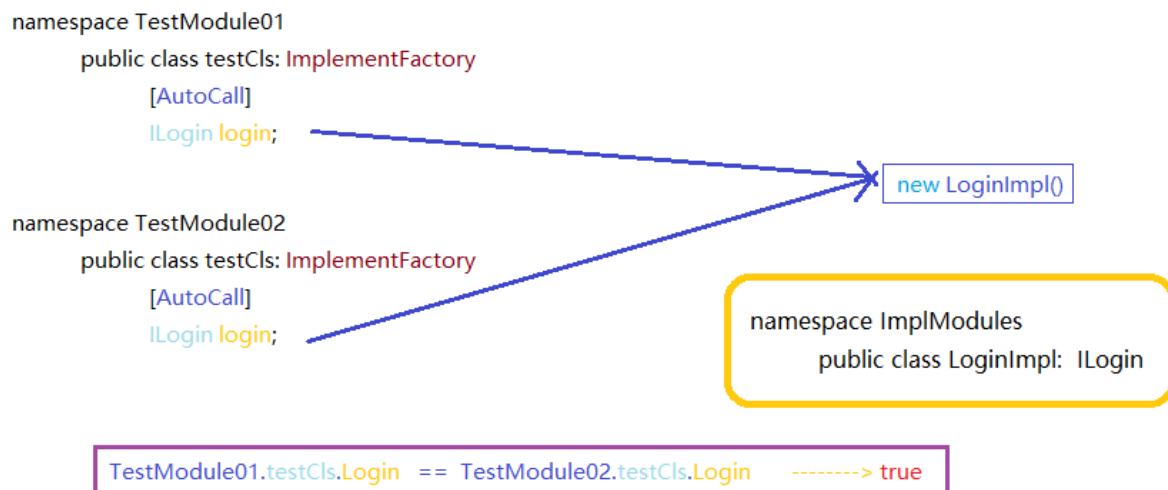 namespace TestModule01
public class testCls: ImplementFactory
[AutoCall]
ILogin login;
new LoginImpl()
namespace TestModule02
public class testCls: ImplementFactory
[AutoCall]
ILogin login;
namespace ImplModules
public class LoginImpl: ILogin
TestModule01.testCls.Login == TestModule02.testCls.Login --------> true